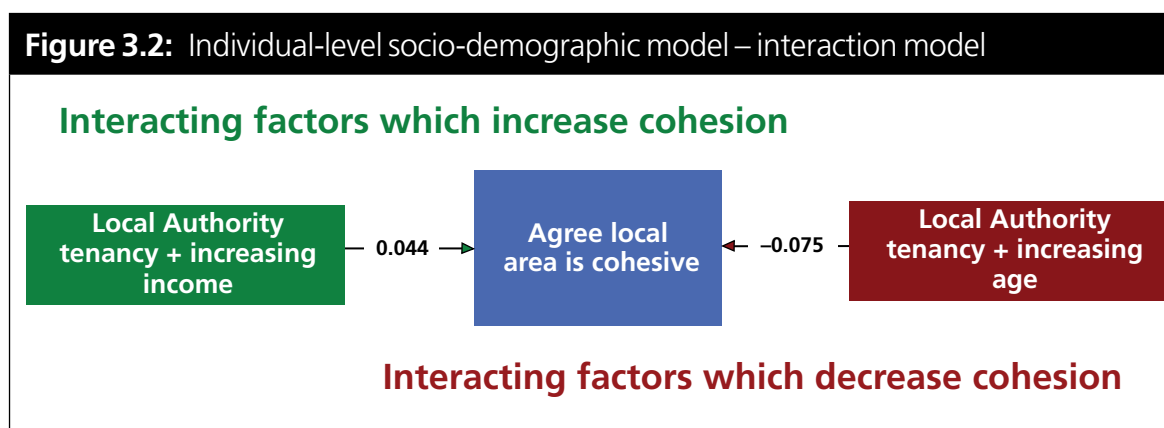 Figure 3.2: Individual-level socio-demographic model – interaction model
Interacting factors which increase cohesion
Local Authority
tenancy + increasing
income
0.044
Agree local
area is cohesive
–0.075
Local Authority
tenancy + increasing
age
Interacting factors which decrease cohesion